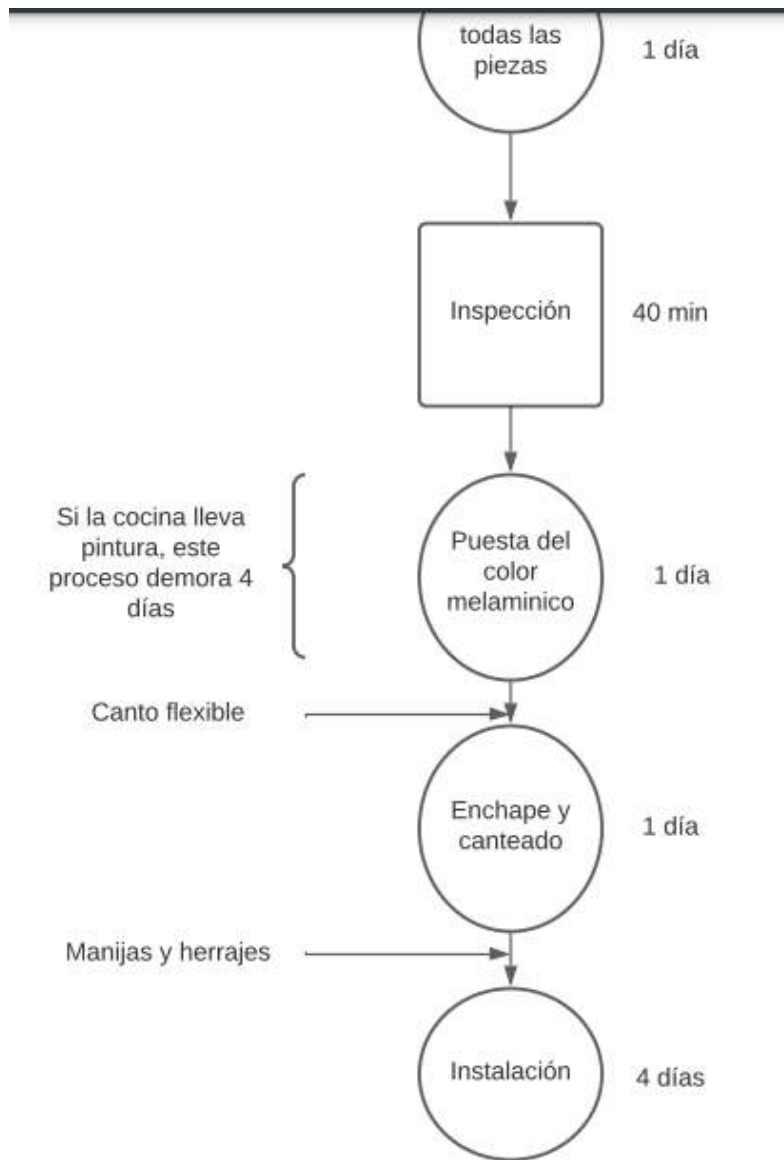 todas las
piezas
1 día
Inspección
40 min
Si la cocina lleva
pintura, este
proceso demora 4
días
Puesta del
color
melaminico
1 día
Canto flexible
Enchape y
canteado
1 día
Manijas y herrajes
Instalación
4 días